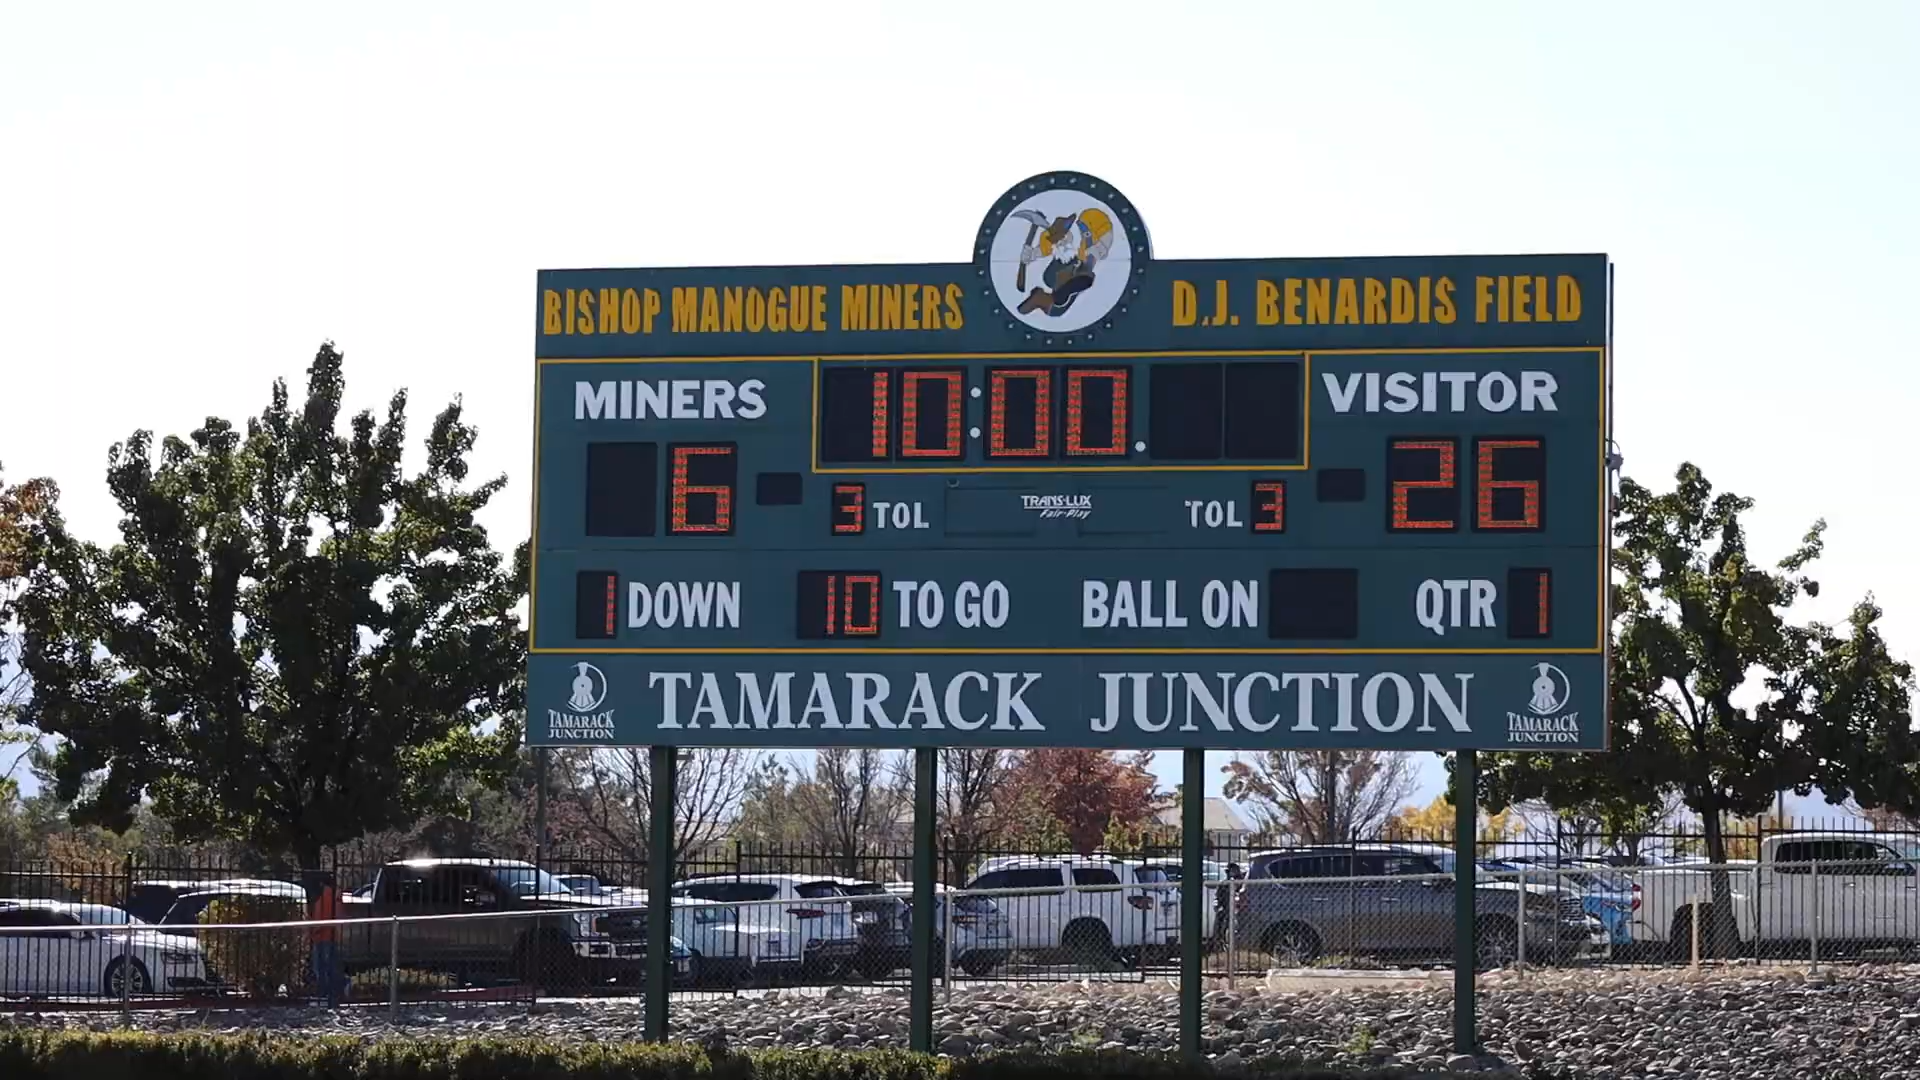 BISHOP MANOGUE MINERS D.J. BENARDIS FIELD
MINERS 10:00. VISITOR
6 3 TOL TRANS-LUX TOL 3 26
Fair-Play
1 DOWN 10 TO GO BALL ON QTR 1
TAMARACK JUNCTION TAMARACK JUNCTION TAMARACK JUNCTION